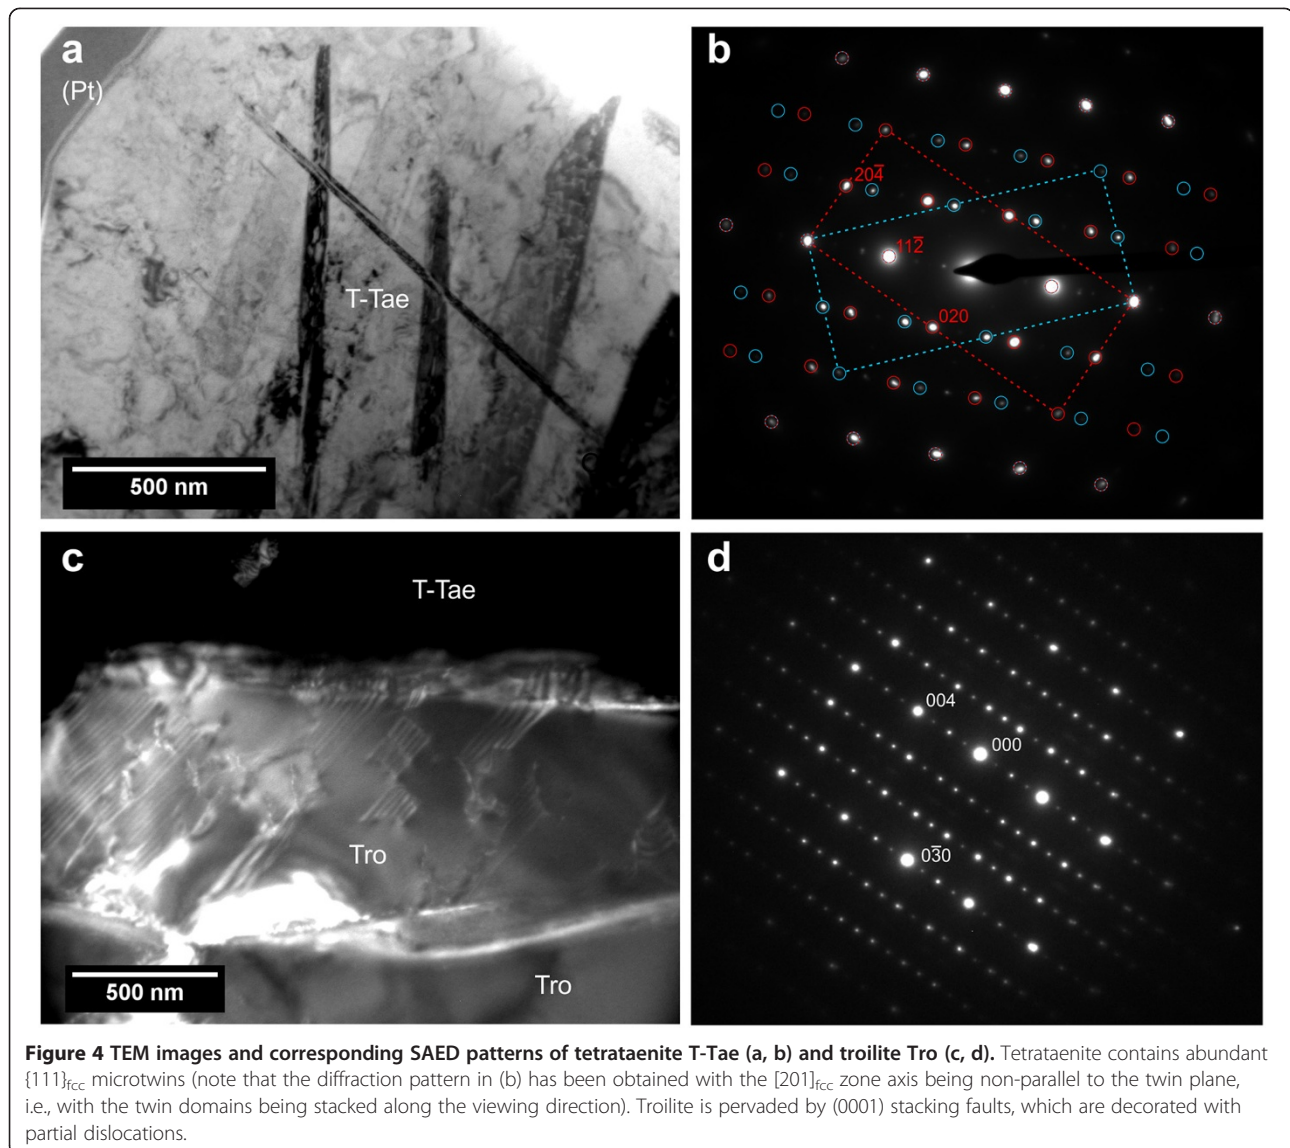 a
(Pt)
T-Tae
500 nm
b
204̄
112̄
020
c
T-Tae
Tro
Tro
500 nm
d
004
000
03̄0
Figure 4 TEM images and corresponding SAED patterns of tetrataenite T-Tae (a, b) and troilite Tro (c, d). Tetrataenite contains abundant
{111}fcc microtwins (note that the diffraction pattern in (b) has been obtained with the [201]fcc zone axis being non-parallel to the twin plane,
i.e., with the twin domains being stacked along the viewing direction). Troilite is pervaded by (0001) stacking faults, which are decorated with
partial dislocations.